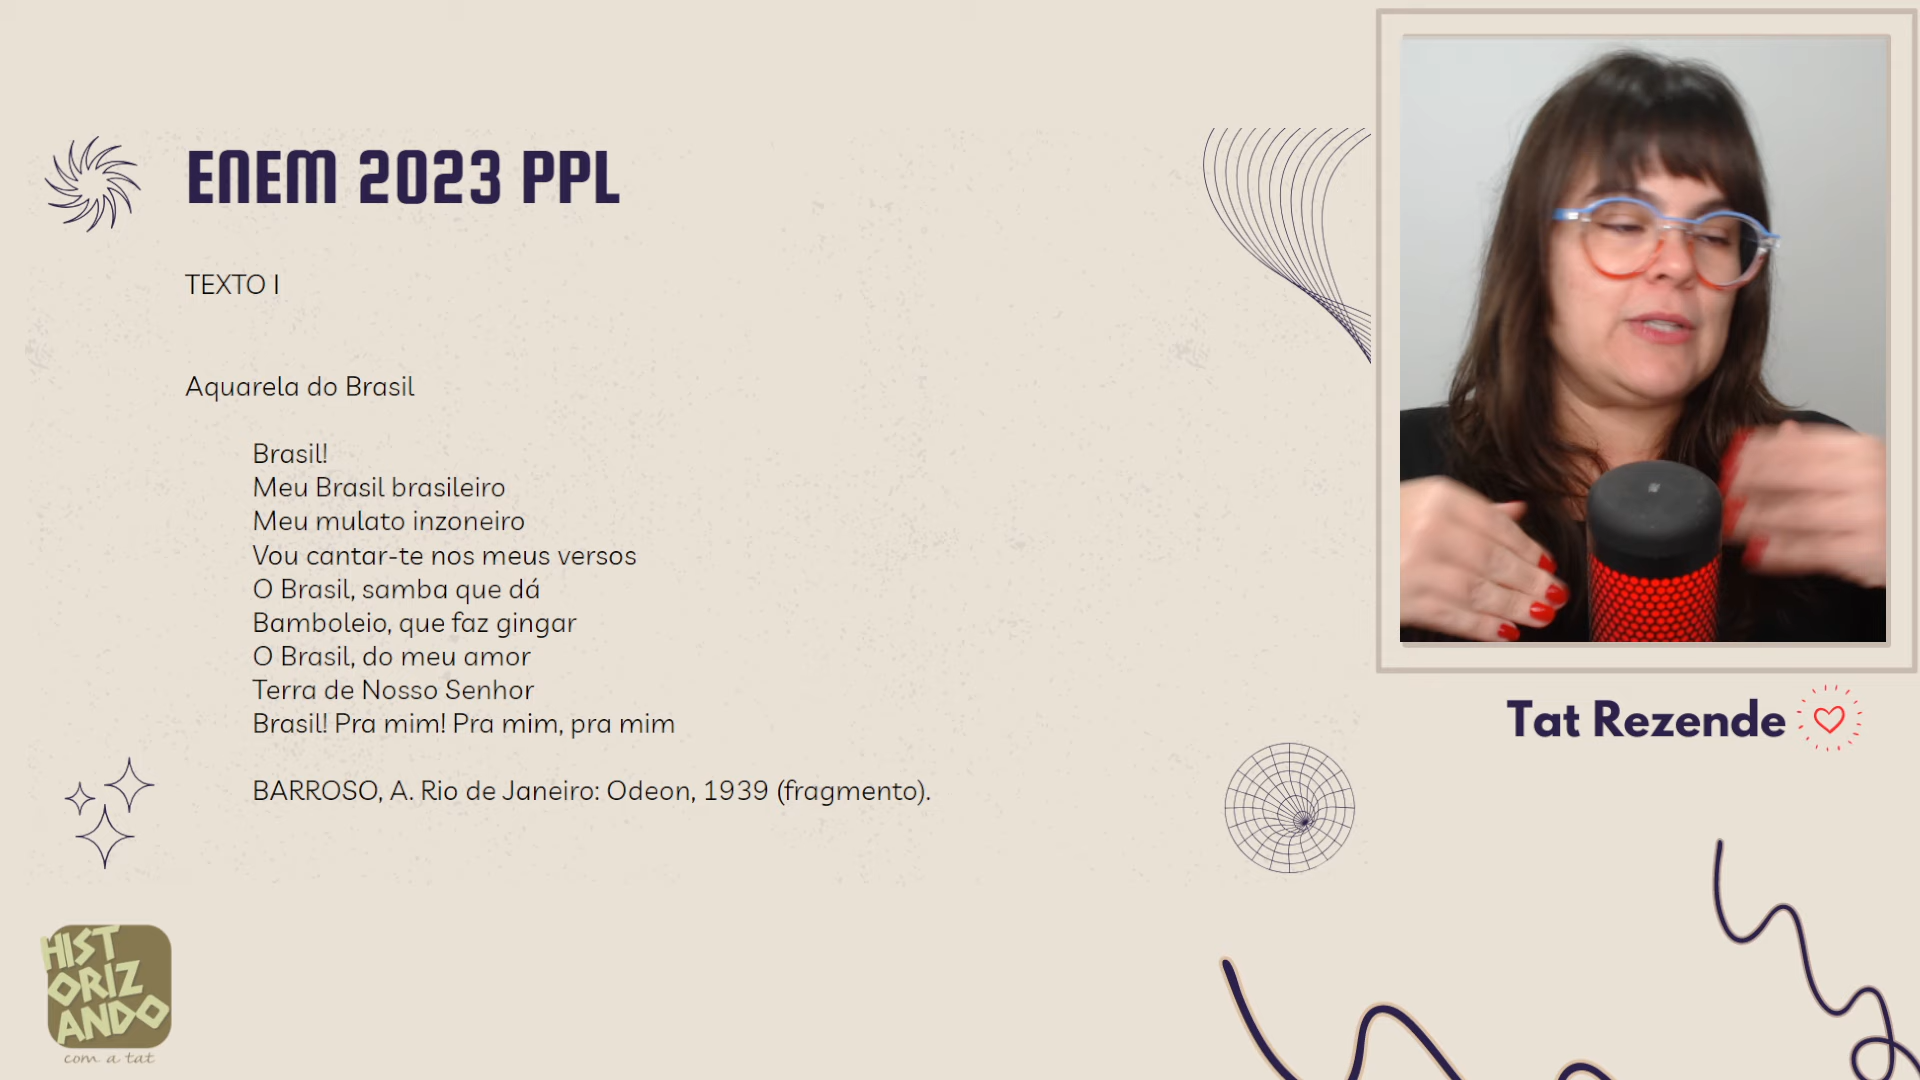 ENEM 2023 PPL
TEXTO I
Aquarela do Brasil
Brasil!
Meu Brasil brasileiro
Meu mulato inzoneiro
Vou cantar-te nos meus versos
O Brasil, samba que dá
Bamboleio, que faz gingar
O Brasil, do meu amor
Terra de Nosso Senhor
Brasil! Pra mim! Pra mim, pra mim
BARROSO, A. Rio de Janeiro: Odeon, 1939 (fragmento).
Tat Rezende
HIST
ORIZ
ANDO
com a tat